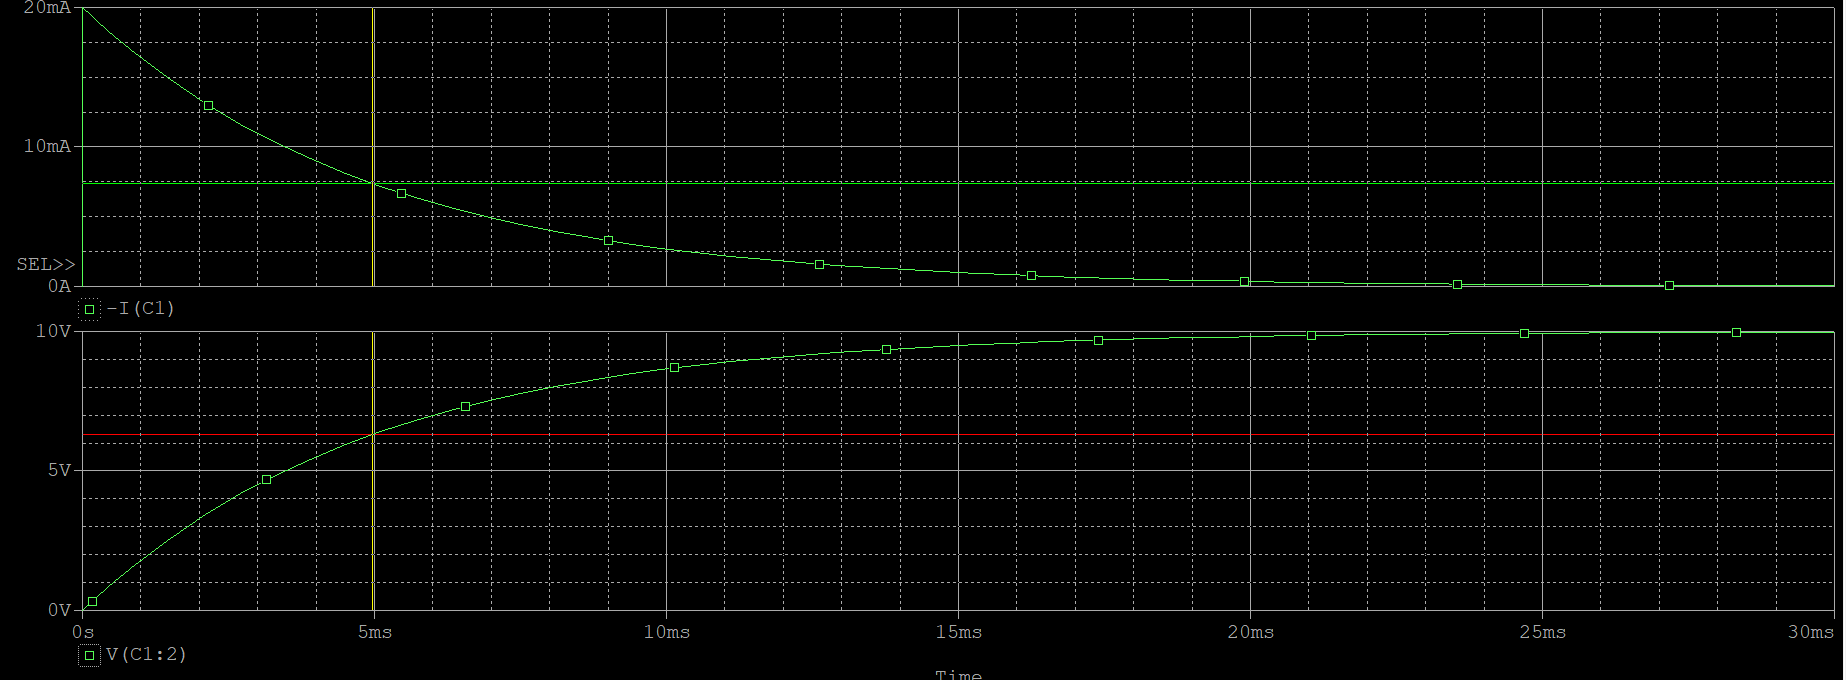 20mA
10mA
SEL>>
0A
-I(C1)
10V
5V
0V
0s 5ms 10ms 15ms 20ms 25ms 30ms
V(C1:2)
Time